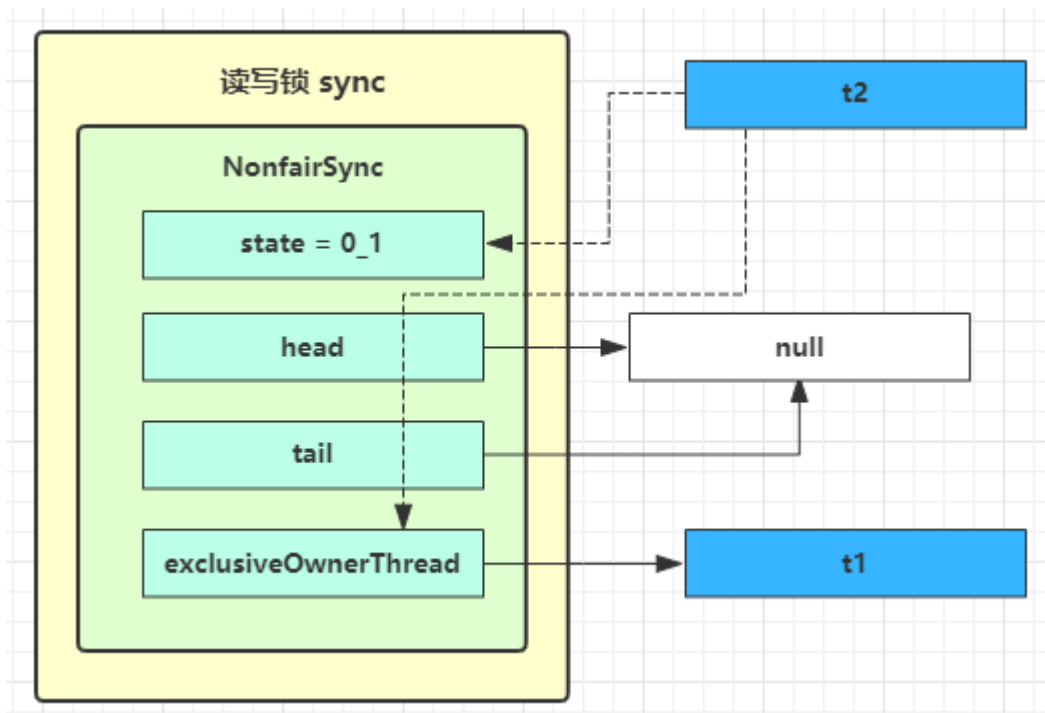 读写锁 sync
t2
NonfairSync
state = 0_1
head
null
tail
exclusiveOwnerThread
t1